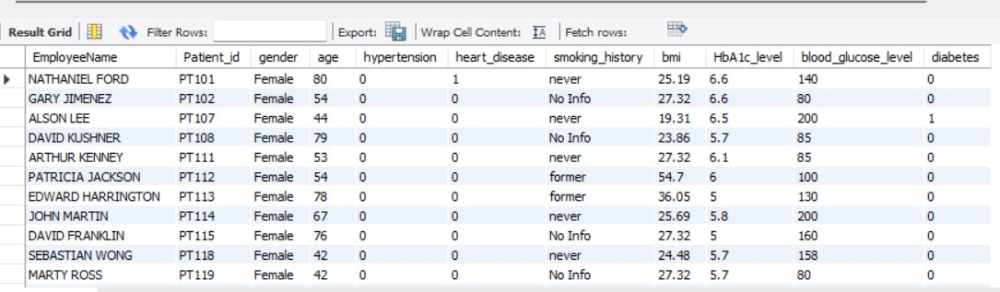 Result Grid Filter Rows: Export: Wrap Cell Content: Fetch rows:
EmployeeName Patient_id gender age hypertension heart_disease smoking_history bmi HbA1c_level blood_glucose_level diabetes
NATHANIEL FORD PT101 Female 80 0 1 never 25.19 6.6 140 0
GARY JIMENEZ PT102 Female 54 0 0 No Info 27.32 6.6 80 0
ALSON LEE PT107 Female 44 0 0 never 19.31 6.5 200 1
DAVID KUSHNER PT108 Female 79 0 0 No Info 23.86 5.7 85 0
ARTHUR KENNEY PT111 Female 53 0 0 never 27.32 6.1 85 0
PATRICIA JACKSON PT112 Female 54 0 0 former 54.7 6 100 0
EDWARD HARRINGTON PT113 Female 78 0 0 former 36.05 5 130 0
JOHN MARTIN PT114 Female 67 0 0 never 25.69 5.8 200 0
DAVID FRANKLIN PT115 Female 76 0 0 No Info 27.32 5 160 0
SEBASTIAN WONG PT118 Female 42 0 0 never 24.48 5.7 158 0
MARTY ROSS PT119 Female 42 0 0 No Info 27.32 5.7 80 0